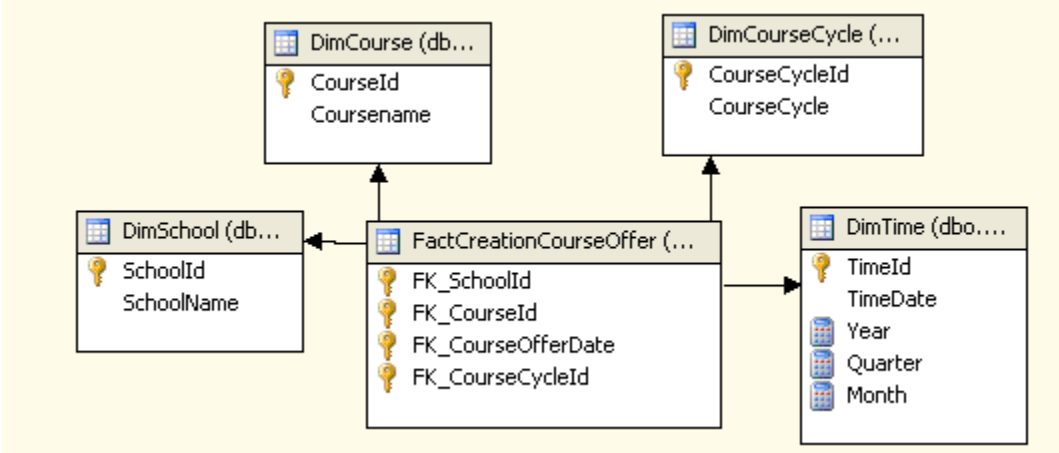 DimCourse (db...
CourseId
Coursename
DimCourseCycle (...
CourseCycleId
CourseCycle
DimSchool (db...
SchoolId
SchoolName
FactCreationCourseOffer (...
FK_SchoolId
FK_CourseId
FK_CourseOfferDate
FK_CourseCycleId
DimTime (dbo....
TimeId
TimeDate
Year
Quarter
Month